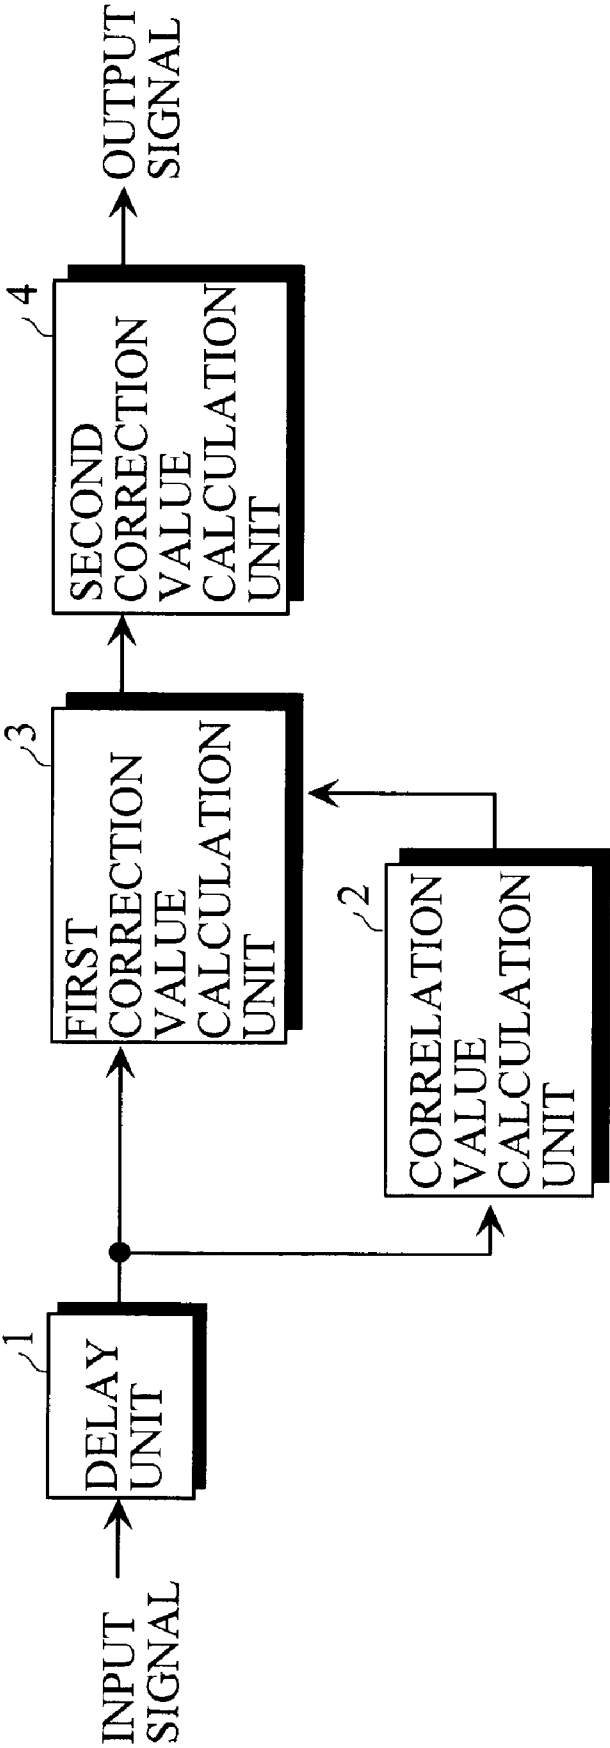 INPUT
SIGNAL
1
DELAY
UNIT
3
FIRST
CORRECTION
VALUE
CALCULATION
UNIT
2
CORRELATION
VALUE
CALCULATION
UNIT
4
SECOND
CORRECTION
VALUE
CALCULATION
UNIT
OUTPUT
SIGNAL